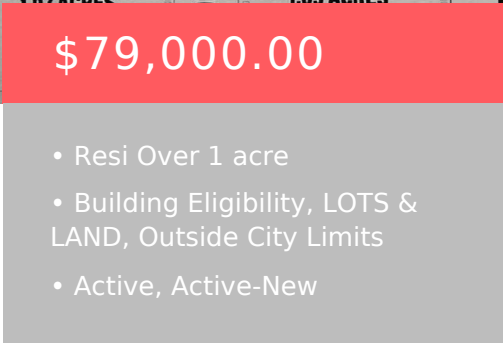 $79,000.00
• Resi Over 1 acre
• Building Eligibility, LOTS &
LAND, Outside City Limits
• Active, Active-New